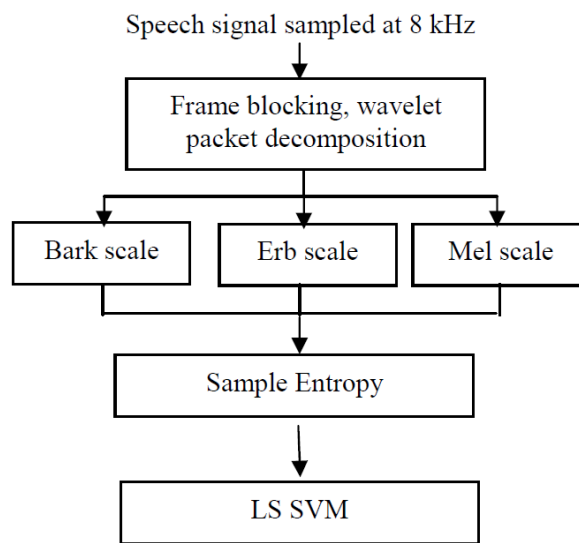 Speech signal sampled at 8 kHz
Frame blocking, wavelet
packet decomposition
Bark scale
Erb scale
Mel scale
Sample Entropy
LS SVM